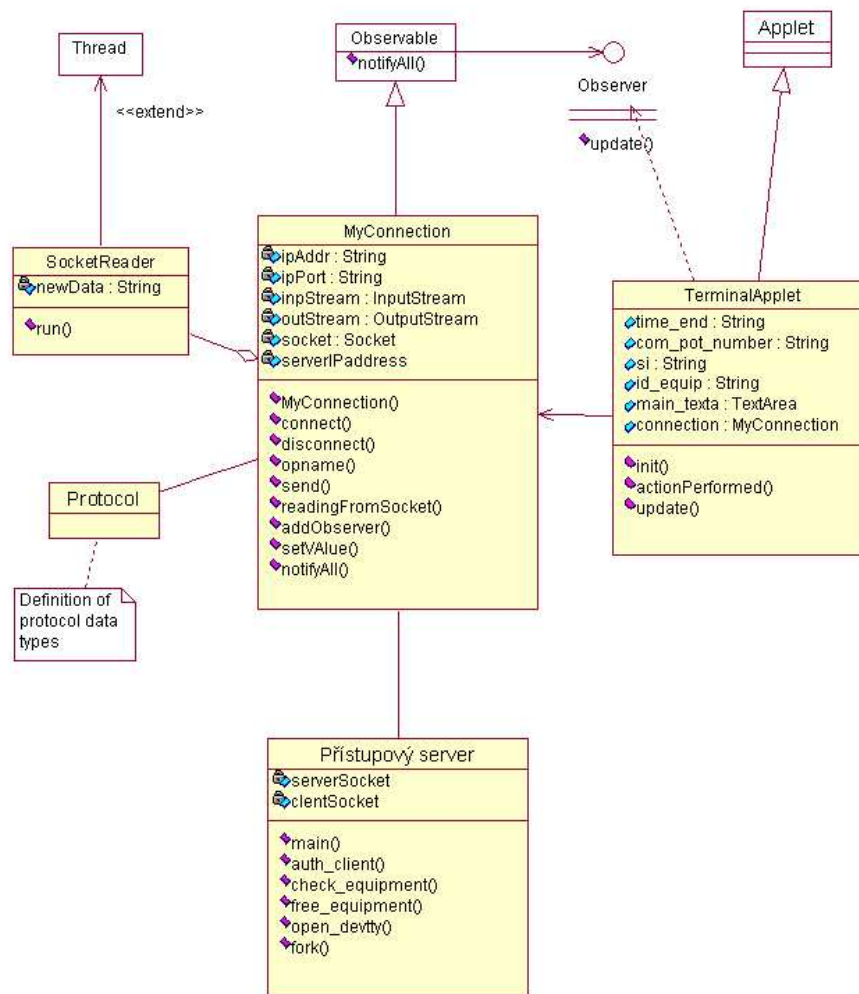 Thread
<<extend>>
Observable
notifyAll()
Observer
update()
Applet
SocketReader
newData : String
run()
MyConnection
ipAddr : String
ipPort : String
inpStream : InputStream
outStream : OutputStream
socket : Socket
serverIPaddress
MyConnection()
connect()
disconnect()
opname()
send()
readingFromSocket()
addObserver()
setVAlue()
notifyAll()
TerminalApplet
time_end : String
com_pot_number : String
si : String
id_equip : String
main_texta : TextArea
connection : MyConnection
init()
actionPerformed()
update()
Protocol
Definition of
protocol data
types
Přístupový server
serverSocket
clentSocket
main()
auth_client()
check_equipment()
free_equipment()
open_devtty()
fork()